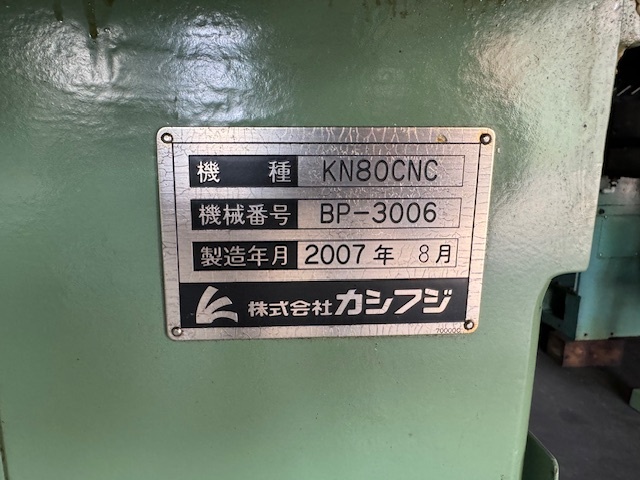 機種 KN80CNC
機械番号 BP-3006
製造年月 2007年 8月
株式会社カシフジ